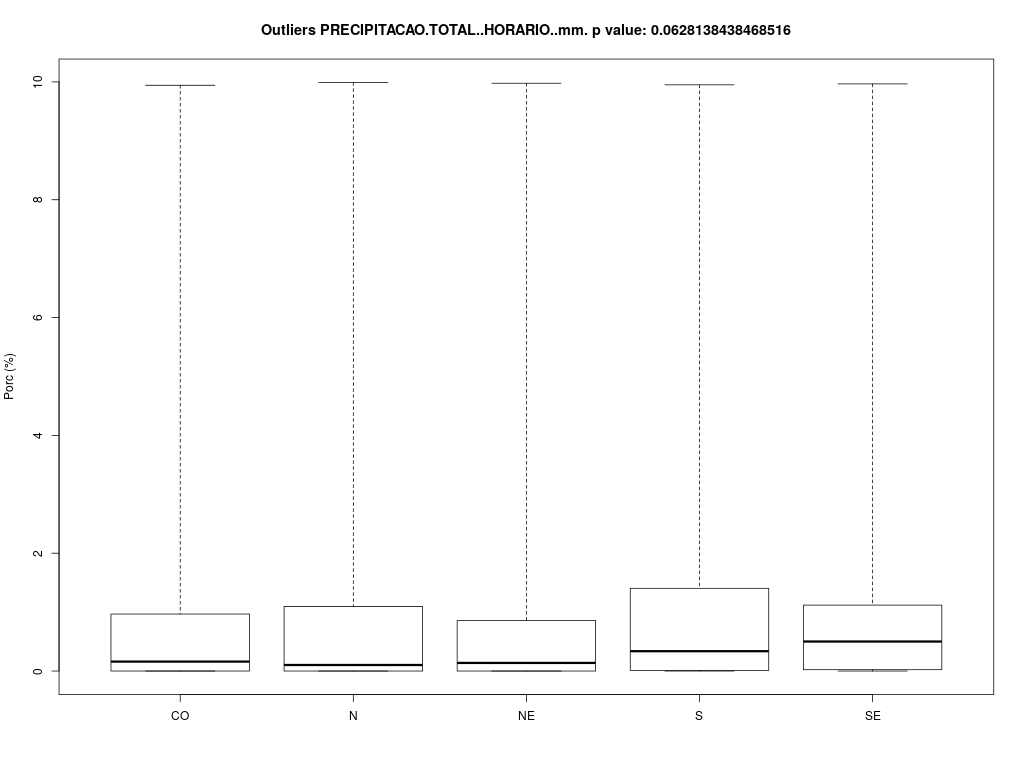 Outliers PRECIPITACAO.TOTAL..HORARIO..mm. p value: 0.0628138438468516
10
8
6
4
2
0
Porc (%)
CO N NE S SE